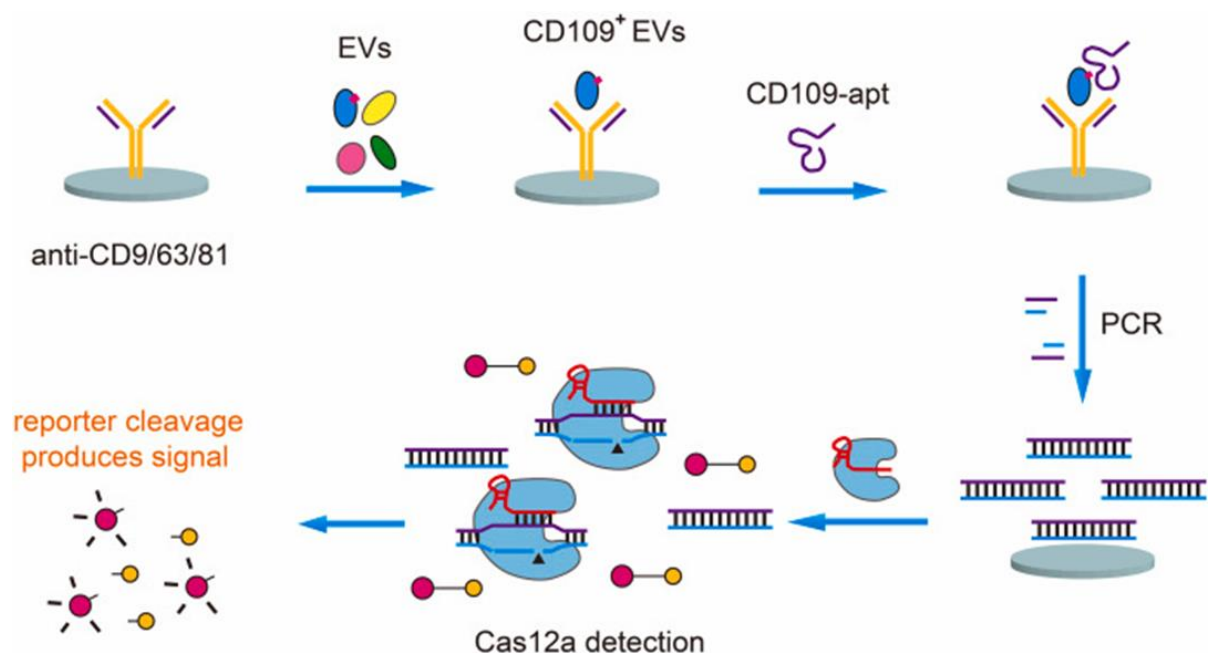 EVs
CD109⁺ EVs
CD109-apt
anti-CD9/63/81
PCR
reporter cleavage
produces signal
Cas12a detection